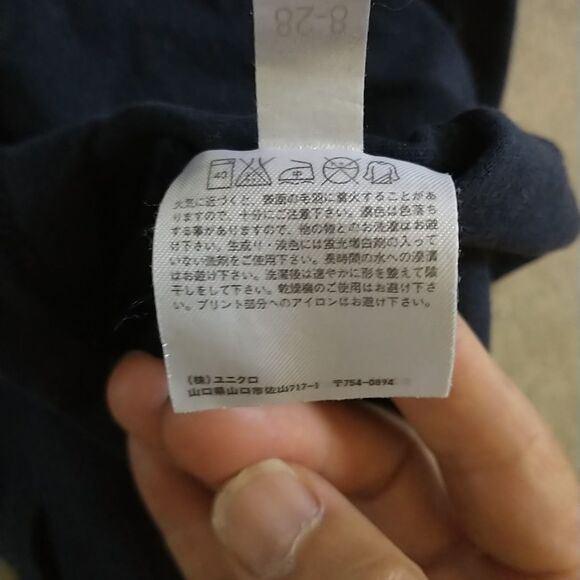 8-28
40
中
火気に近づくと、表面の毛羽に着火することがあ
りますので、十分にご注意下さい。濃色は色落ち
する事がありますので、他の物とのお洗濯はお避
け下さい。生成り・淡色には蛍光増白剤の入って
いない洗剤をご使用下さい。長時間の水への浸漬
はお避け下さい。洗濯後は速やかに形を整えて陰
干しをして下さい。乾燥機のご使用はお避け下さ
い。プリント部分へのアイロンはお避け下さい。
(株)ユニクロ
山口県山口市佐山717-1 〒754-0894